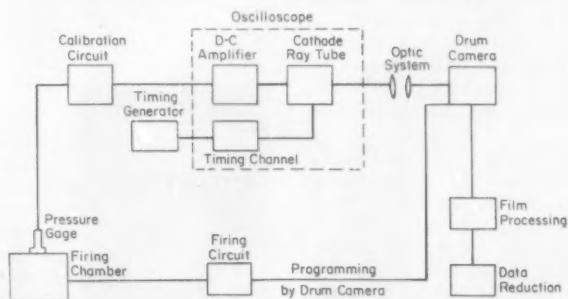 Oscilloscope
Calibration
Circuit
D-C
Amplifier
Cathode
Ray Tube
Optic
System
Drum
Camera
Timing
Generator
Timing Channel
Pressure
Gage
Firing
Chamber
Firing
Circuit
Programming
by Drum Camera
Film
Processing
Data
Reduction